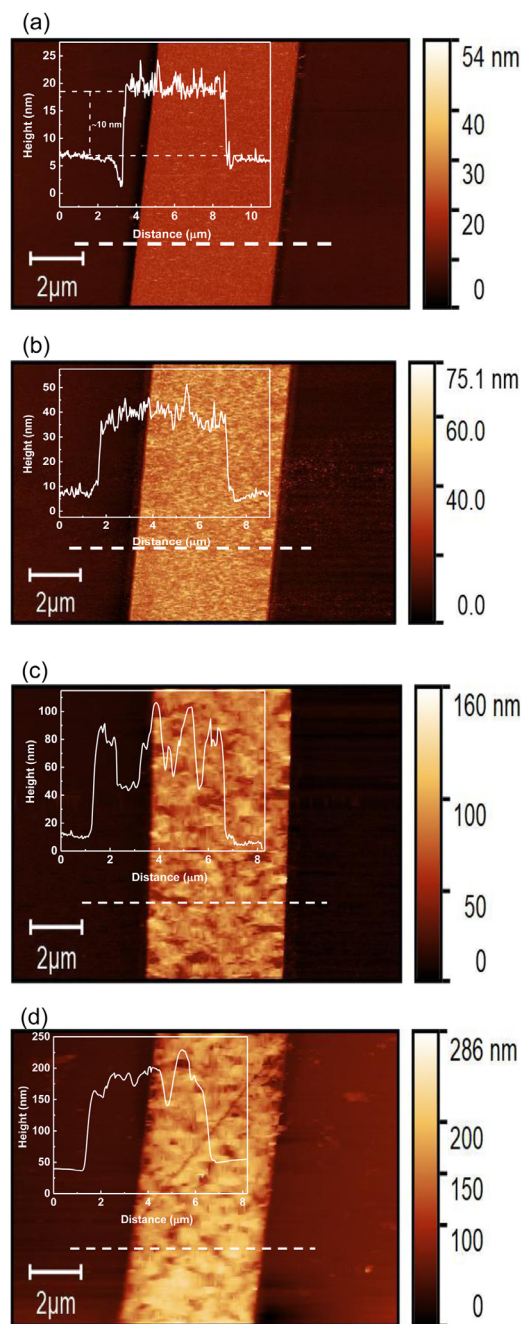 (a)
54 nm
40
30
20
10
0
Height (nm)
25
20
15
10
5
0
~10 nm
0 2 4 6 8 10
Distance (μm)
2μm
(b)
75.1 nm
60.0
40.0
20.0
0.0
Height (nm)
50
40
30
20
10
0
0 2 4 6 8
Distance (μm)
2μm
(c)
160 nm
100
50
0
Height (nm)
100
80
60
40
20
0
0 2 4 6 8
Distance (μm)
2μm
(d)
286 nm
200
150
100
0
Height (nm)
250
200
150
100
50
0
0 2 4 6 8
Distance (μm)
2μm